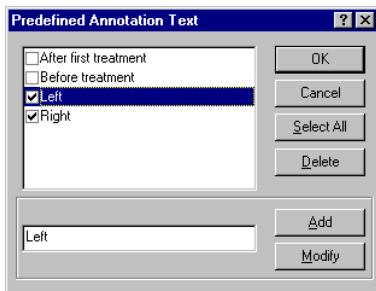 Predefined Annotation Text
After first treatment
Before treatment
Left
Right
OK
Cancel
Select All
Delete
Left
Add
Modify